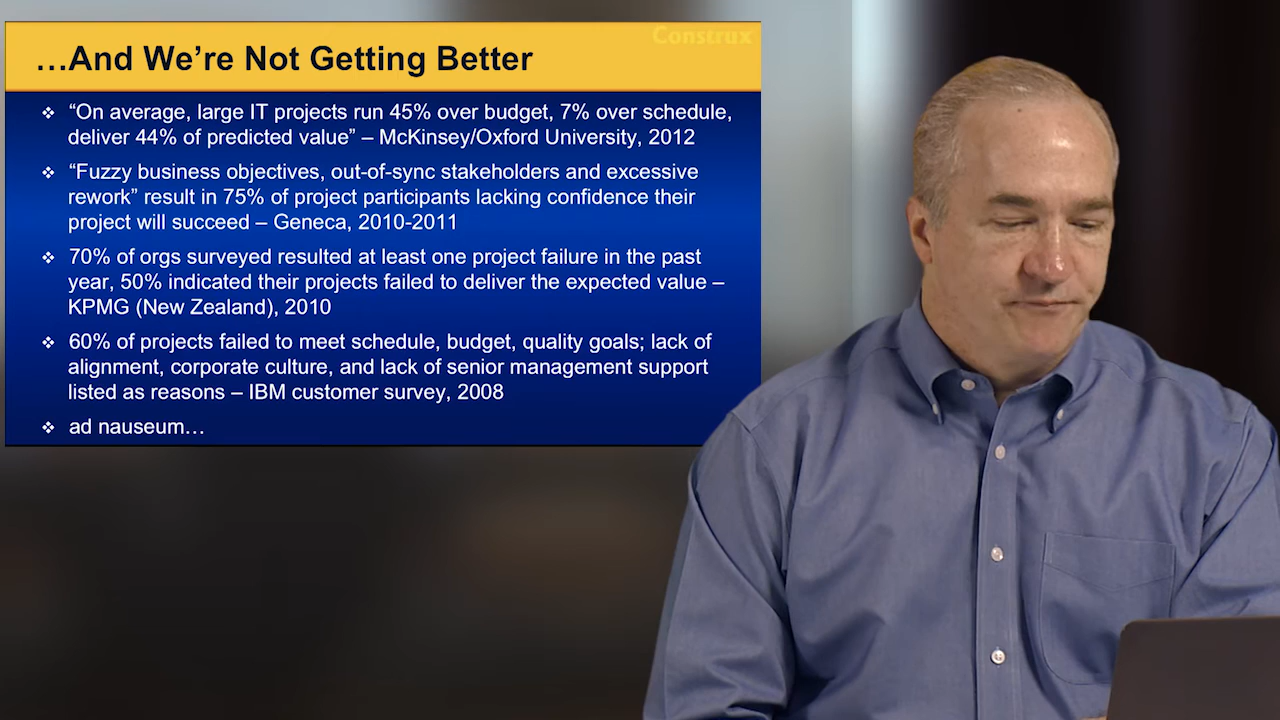 Construx
…And We're Not Getting Better
❖ “On average, large IT projects run 45% over budget, 7% over schedule,
deliver 44% of predicted value” – McKinsey/Oxford University, 2012
❖ “Fuzzy business objectives, out-of-sync stakeholders and excessive
rework” result in 75% of project participants lacking confidence their
project will succeed – Geneca, 2010-2011
❖ 70% of orgs surveyed resulted at least one project failure in the past
year, 50% indicated their projects failed to deliver the expected value –
KPMG (New Zealand), 2010
❖ 60% of projects failed to meet schedule, budget, quality goals; lack of
alignment, corporate culture, and lack of senior management support
listed as reasons – IBM customer survey, 2008
❖ ad nauseum…